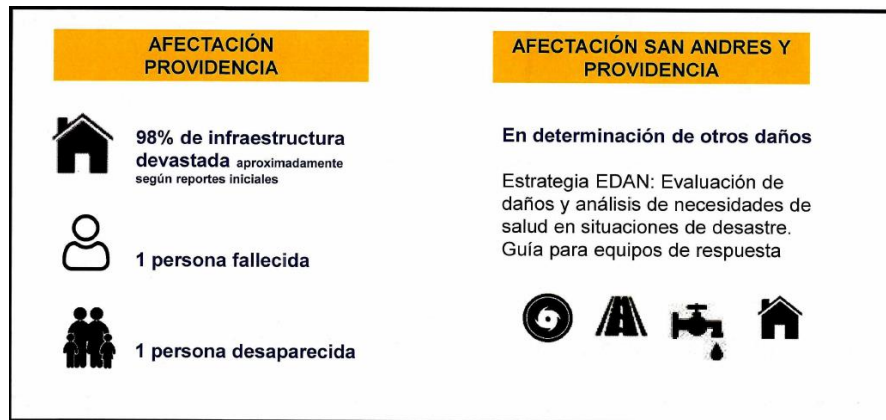 AFECTACIÓN
PROVIDENCIA
98% de infraestructura
devastada aproximadamente
según reportes iniciales
1 persona fallecida
1 persona desaparecida
AFECTACIÓN SAN ANDRES Y
PROVIDENCIA
En determinación de otros daños
Estrategia EDAN: Evaluación de
daños y análisis de necesidades de
salud en situaciones de desastre.
Guía para equipos de respuesta